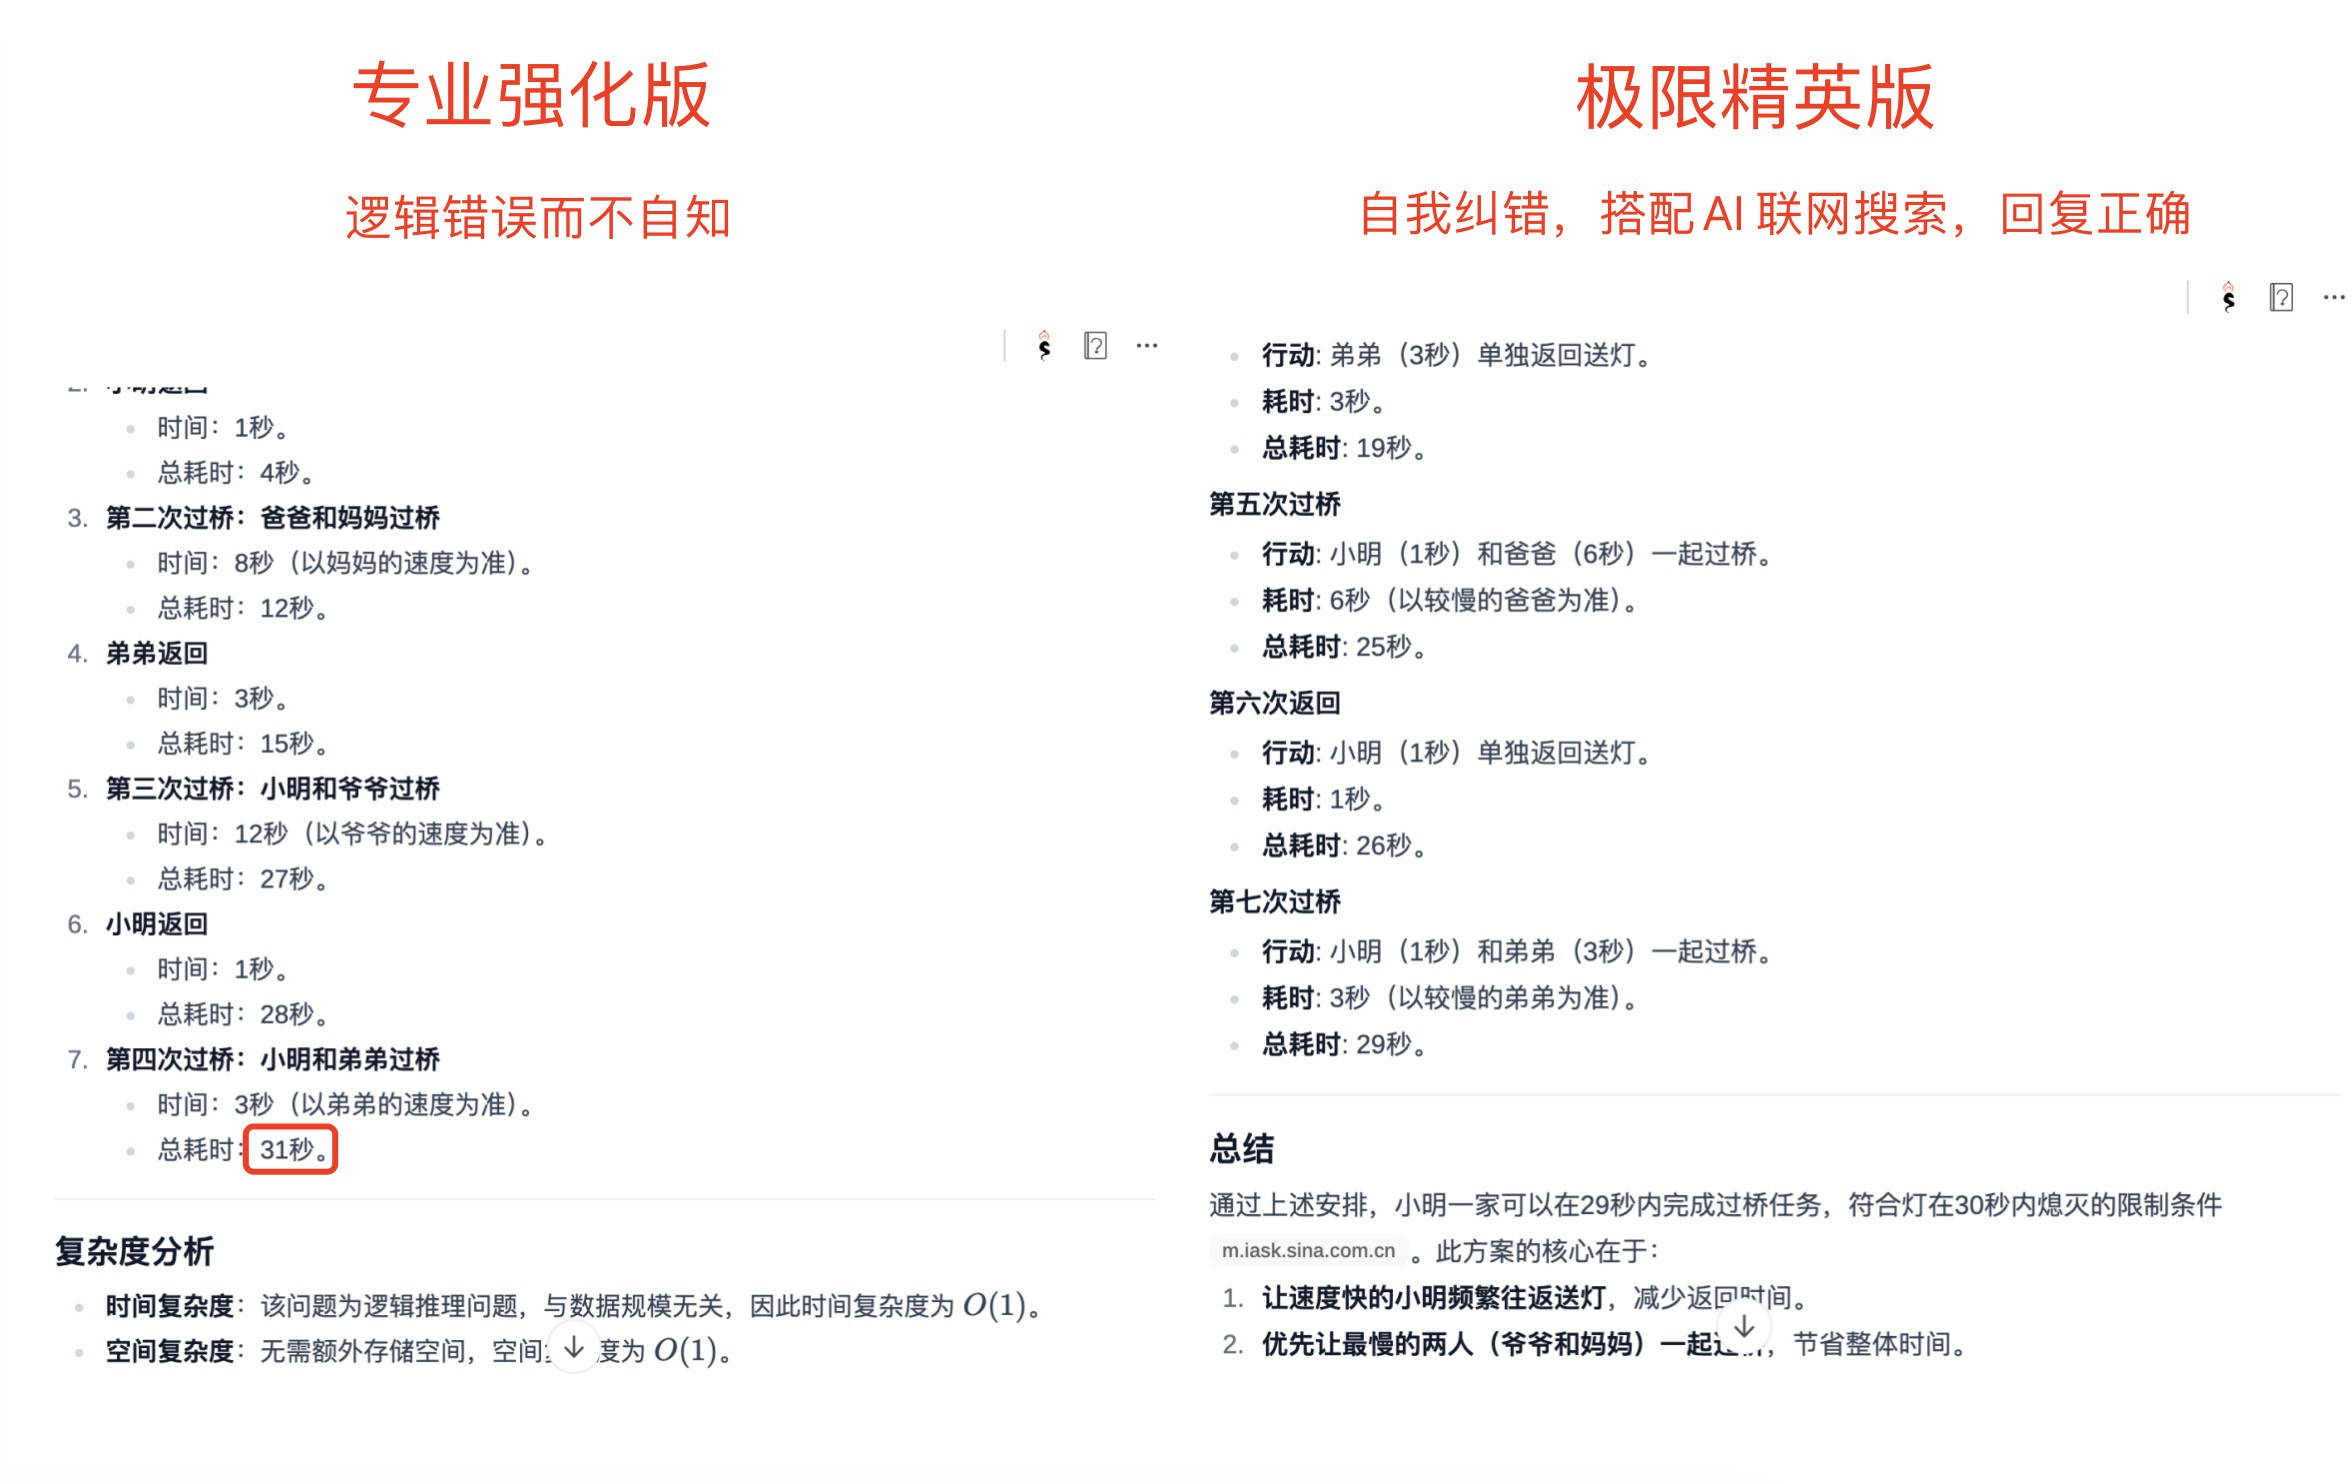 专业强化版
逻辑错误而不自知
时间：1秒。
总耗时：4秒。
3. 第二次过桥：爸爸和妈妈过桥
时间：8秒（以妈妈的速度为准）。
总耗时：12秒。
4. 弟弟返回
时间：3秒。
总耗时：15秒。
5. 第三次过桥：小明和爷爷过桥
时间：12秒（以爷爷的速度为准）。
总耗时：27秒。
6. 小明返回
时间：1秒。
总耗时：28秒。
7. 第四次过桥：小明和弟弟过桥
时间：3秒（以弟弟的速度为准）。
总耗时：31秒。
复杂度分析
时间复杂度：该问题为逻辑推理问题，与数据规模无关，因此时间复杂度为 O(1)。
空间复杂度：无需额外存储空间，空间 度为 O(1)。
极限精英版
自我纠错，搭配 AI 联网搜索，回复正确
行动: 弟弟（3秒）单独返回送灯。
耗时: 3秒。
总耗时: 19秒。
第五次过桥
行动: 小明（1秒）和爸爸（6秒）一起过桥。
耗时: 6秒（以较慢的爸爸为准）。
总耗时: 25秒。
第六次返回
行动: 小明（1秒）单独返回送灯。
耗时: 1秒。
总耗时: 26秒。
第七次过桥
行动: 小明（1秒）和弟弟（3秒）一起过桥。
耗时: 3秒（以较慢的弟弟为准）。
总耗时: 29秒。
总结
通过上述安排，小明一家可以在29秒内完成过桥任务，符合灯在30秒内熄灭的限制条件
m.iask.sina.com.cn 。此方案的核心在于：
1. 让速度快的小明频繁往返送灯，减少返回时间。
2. 优先让最慢的两人（爷爷和妈妈）一起 ，节省整体时间。